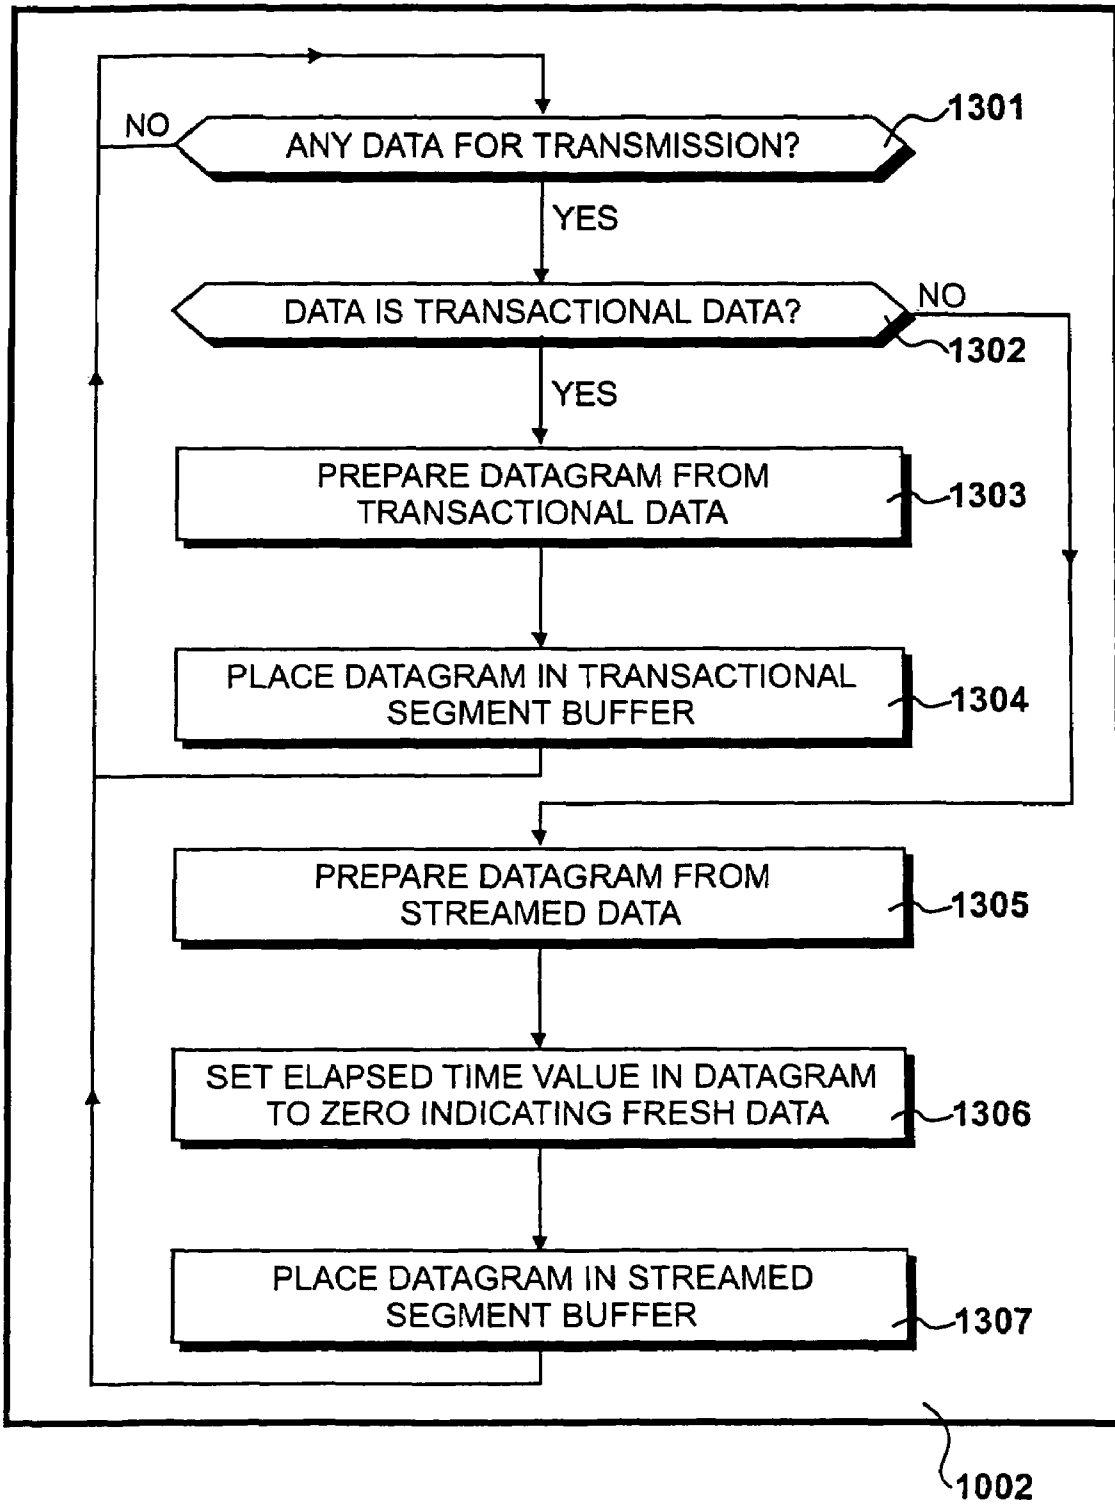 1301
NO
ANY DATA FOR TRANSMISSION?
YES
NO
DATA IS TRANSACTIONAL DATA?
1302
YES
PREPARE DATAGRAM FROM
TRANSACTIONAL DATA
1303
PLACE DATAGRAM IN TRANSACTIONAL
SEGMENT BUFFER
1304
PREPARE DATAGRAM FROM
STREAMED DATA
1305
SET ELAPSED TIME VALUE IN DATAGRAM
TO ZERO INDICATING FRESH DATA
1306
PLACE DATAGRAM IN STREAMED
SEGMENT BUFFER
1307
1002